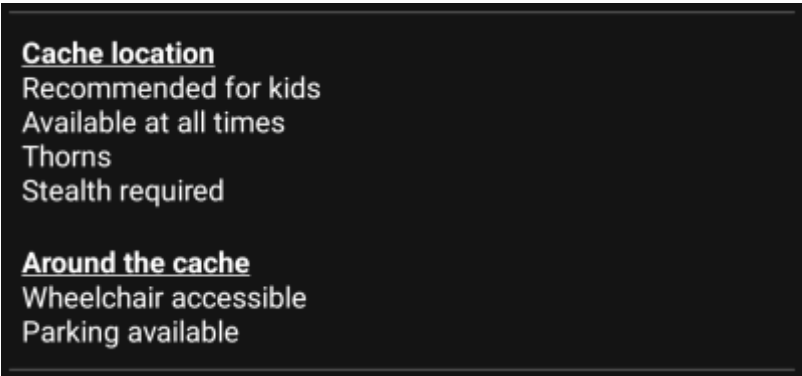 Cache location
Recommended for kids
Available at all times
Thorns
Stealth required
Around the cache
Wheelchair accessible
Parking available